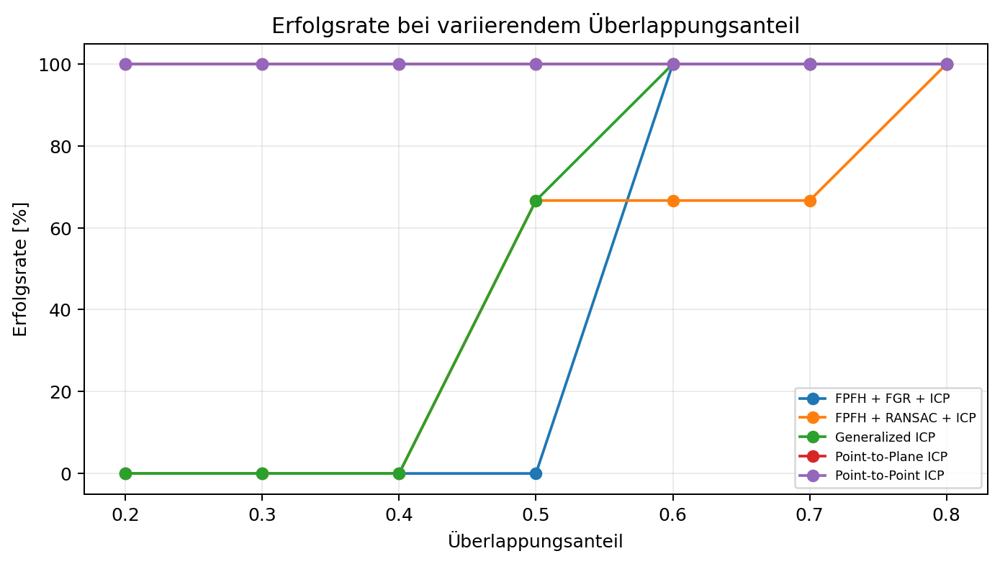 Erfolgsrate bei variierendem Überlappungsanteil
Erfolgsrate [%]
100
80
60
40
20
0
0.2 0.3 0.4 0.5 0.6 0.7 0.8
Überlappungsanteil
FPFH + FGR + ICP
FPFH + RANSAC + ICP
Generalized ICP
Point-to-Plane ICP
Point-to-Point ICP